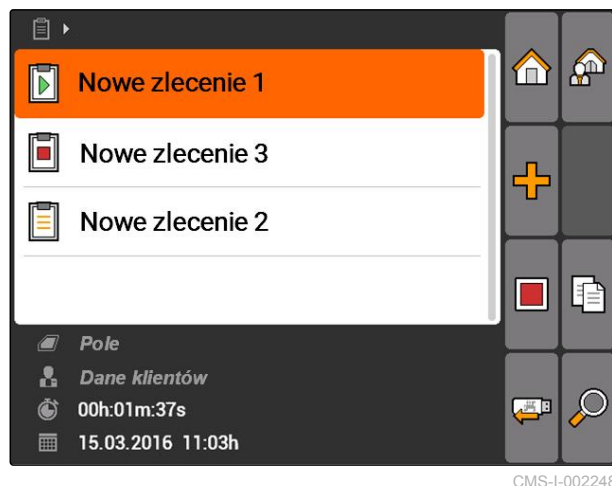 Nowe zlecenie 1
Nowe zlecenie 3
Nowe zlecenie 2
Pole
Dane klientów
00h:01m:37s
15.03.2016 11:03h
CMS-I-002248